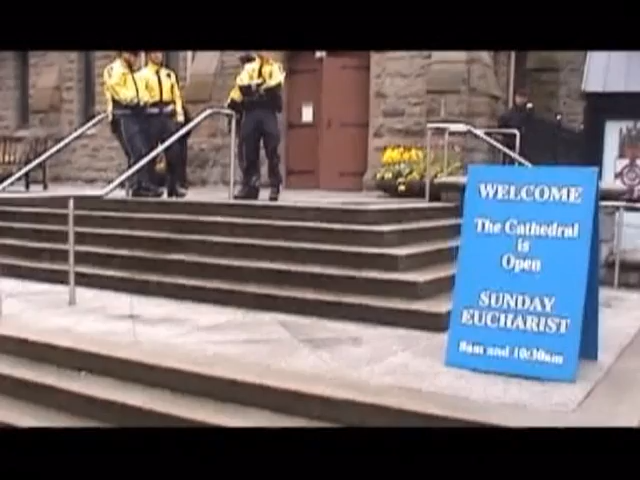 WELCOME
The Cathedral
is
Open
SUNDAY
EUCHARIST
8am and 10:30am